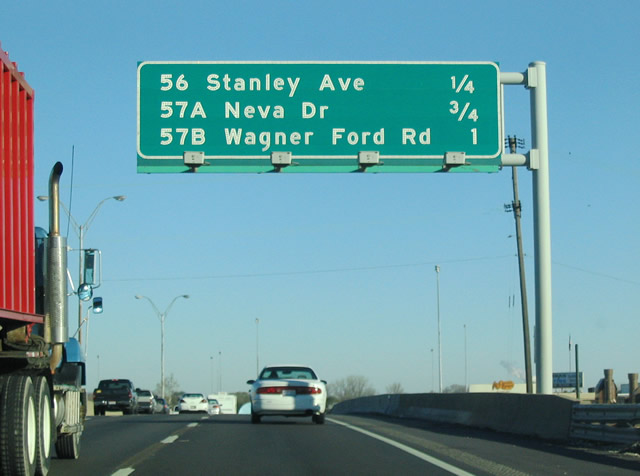 56 Stanley Ave 1/4
57A Neva Dr 3/4
57B Wagner Ford Rd 1